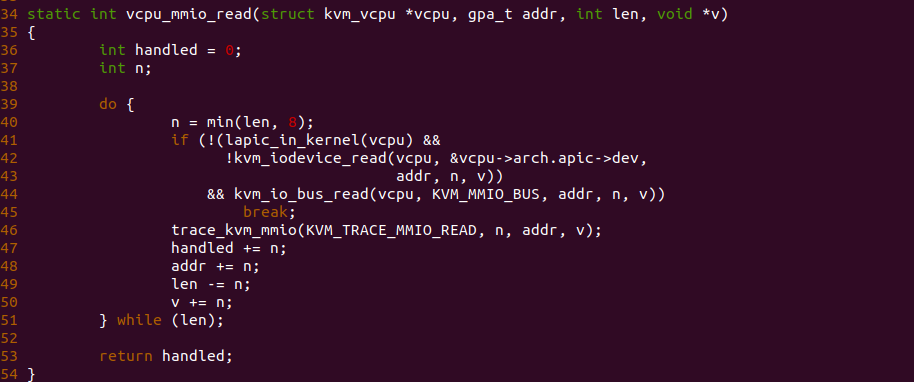 34 static int vcpu_mmio_read(struct kvm_vcpu *vcpu, gpa_t addr, int len, void *v)
35 {
36         int handled = 0;
37         int n;
38
39         do {
40                 n = min(len, 8);
41                 if (!(lapic_in_kernel(vcpu) &&
42                       !kvm_iodevice_read(vcpu, &vcpu->arch.apic->dev,
43                                          addr, n, v))
44                     && kvm_io_bus_read(vcpu, KVM_MMIO_BUS, addr, n, v))
45                         break;
46                 trace_kvm_mmio(KVM_TRACE_MMIO_READ, n, addr, v);
47                 handled += n;
48                 addr += n;
49                 len -= n;
50                 v += n;
51         } while (len);
52
53         return handled;
54 }